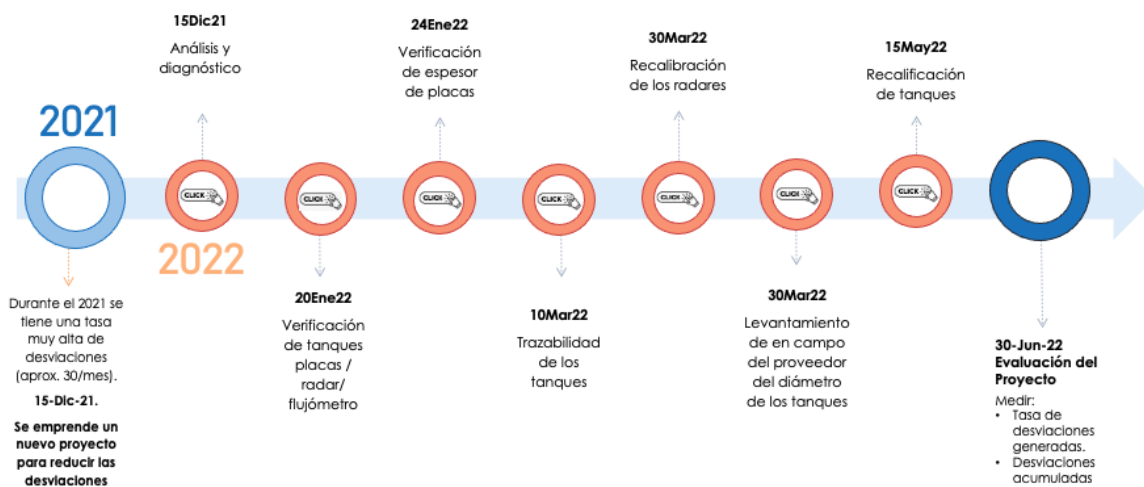 2021
Durante el 2021 se
tiene una tasa
muy alta de
desviaciones
(aprox. 30/mes).
15-Dic-21.
Se emprende un
nuevo proyecto
para reducir las
desviaciones
15Dic21
Análisis y
diagnóstico
CLICK
2022
CLICK
20Ene22
Verificación
de tanques
placas /
radar/
flujómetro
24Ene22
Verificación
de espesor
de placas
CLICK
CLICK
10Mar22
Trazabilidad
de los
tanques
30Mar22
Recalibración
de los radares
CLICK
CLICK
30Mar22
Levantamiento
de en campo
del proveedor
del diámetro
de los tanques
15May22
Recalificación
de tanques
CLICK
30-Jun-22
Evaluación del
Proyecto
Medir:
• Tasa de
desviaciones
generadas.
• Desviaciones
acumuladas